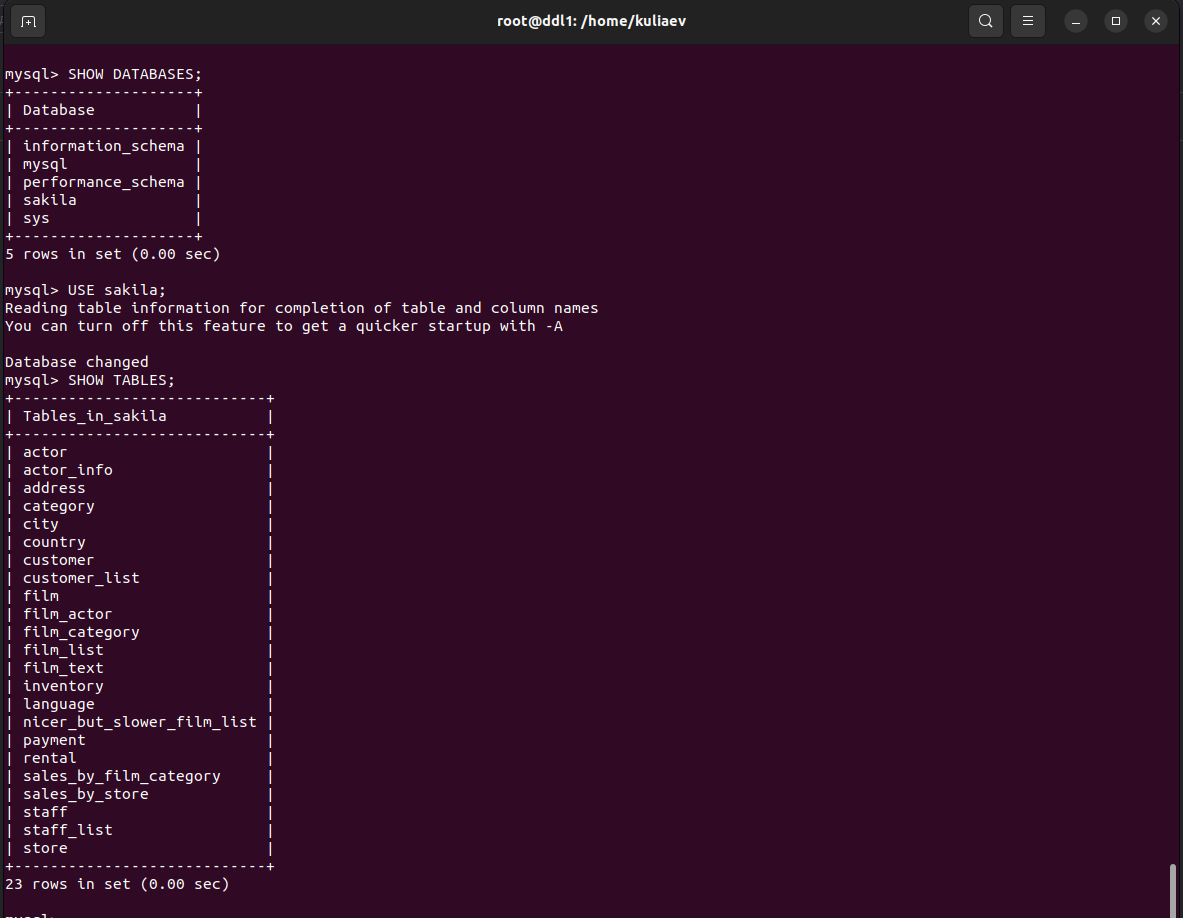 root@ddl1: /home/kuliaev
mysql> SHOW DATABASES;
+--------------------+
| Database           |
+--------------------+
| information_schema |
| mysql              |
| performance_schema |
| sakila             |
| sys                |
+--------------------+
5 rows in set (0.00 sec)
mysql> USE sakila;
Reading table information for completion of table and column names
You can turn off this feature to get a quicker startup with -A
Database changed
mysql> SHOW TABLES;
+----------------------------+
| Tables_in_sakila           |
+----------------------------+
| actor                      |
| actor_info                 |
| address                    |
| category                   |
| city                       |
| country                    |
| customer                   |
| customer_list              |
| film                       |
| film_actor                 |
| film_category              |
| film_list                  |
| film_text                  |
| inventory                  |
| language                   |
| nicer_but_slower_film_list |
| payment                    |
| rental                     |
| sales_by_film_category     |
| sales_by_store             |
| staff                      |
| staff_list                 |
| store                      |
+----------------------------+
23 rows in set (0.00 sec)
mysql>